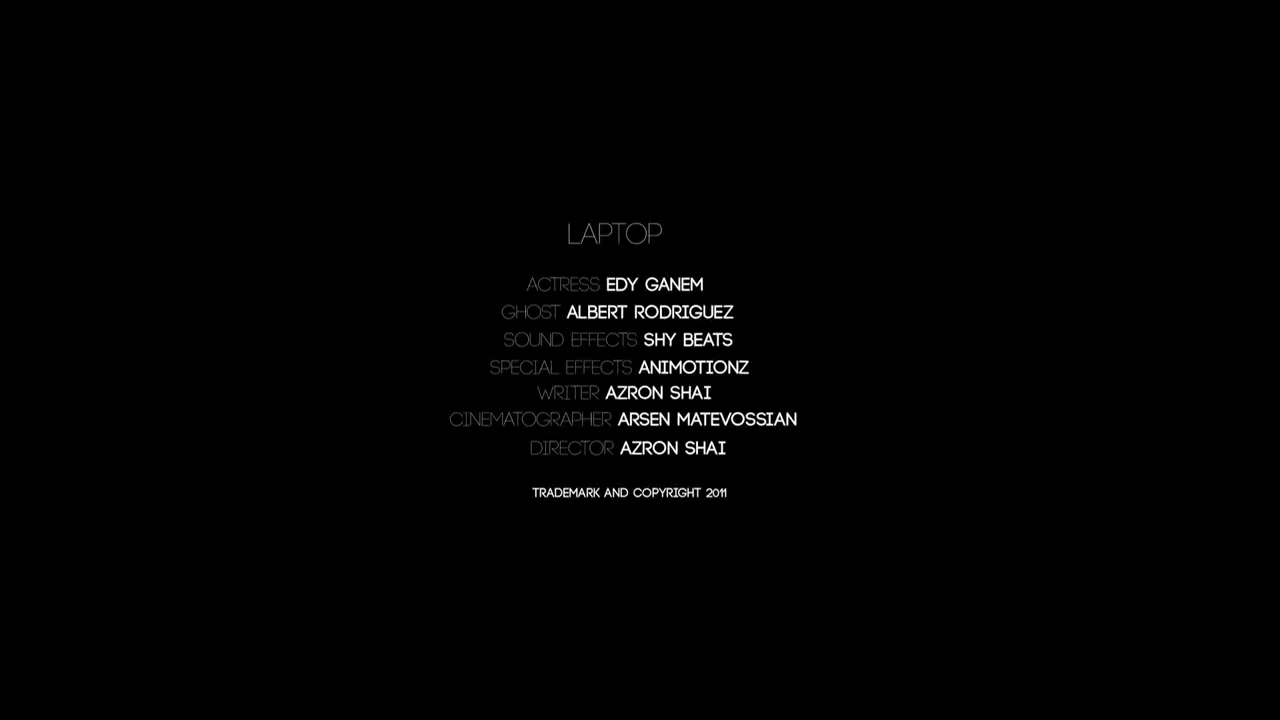 LAPTOP
ACTRESS EDY GANEM
GHOST ALBERT RODRIGUEZ
SOUND EFFECTS SHY BEATS
SPECIAL EFFECTS ANIMOTIONZ
WRITER AZRON SHAI
CINEMATOGRAPHER ARSEN MATEVOSSIAN
DIRECTOR AZRON SHAI
TRADEMARK AND COPYRIGHT 2011